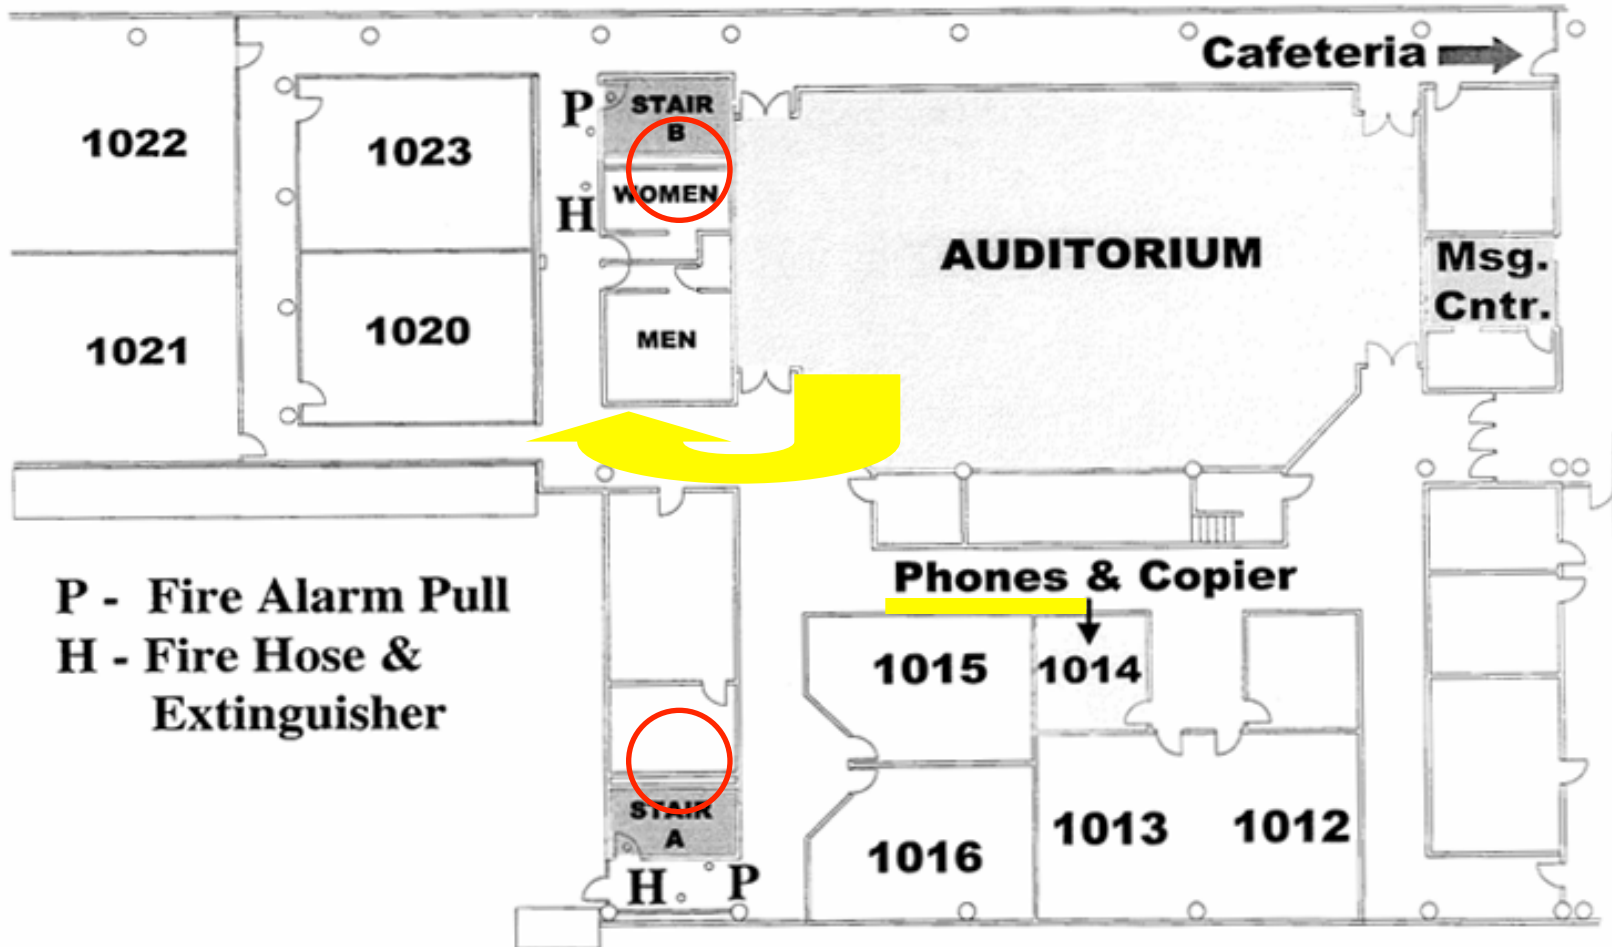 Cafeteria
P
STAIR
B
1022
1023
WOMEN
H
AUDITORIUM
Msg.
Cntr.
1021
1020
MEN
Phones & Copier
P - Fire Alarm Pull
H - Fire Hose &
Extinguisher
1015
1014
STAIR
A
1013
1012
1016
H
P